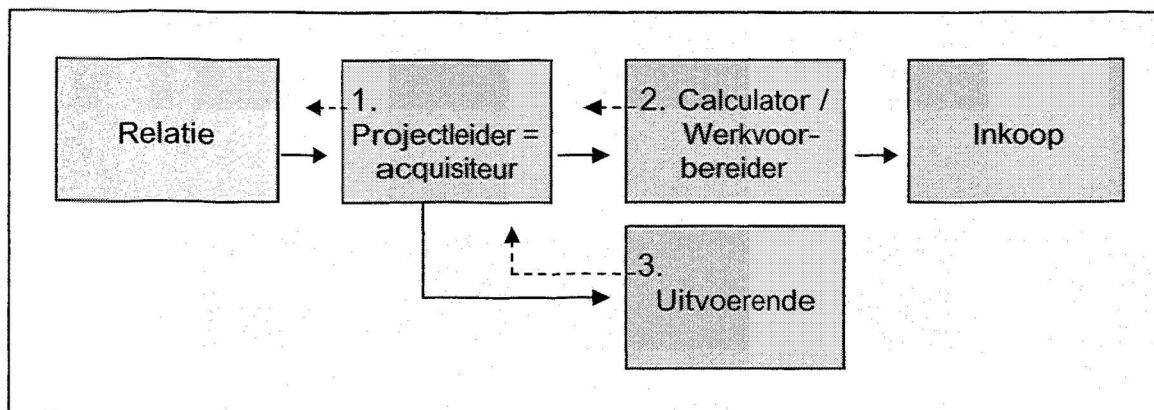 Relatie
1.
Projectleider =
acquisiteur
2. Calculator /
Werkvoor-
bereider
Inkoop
3.
Uitvoerende